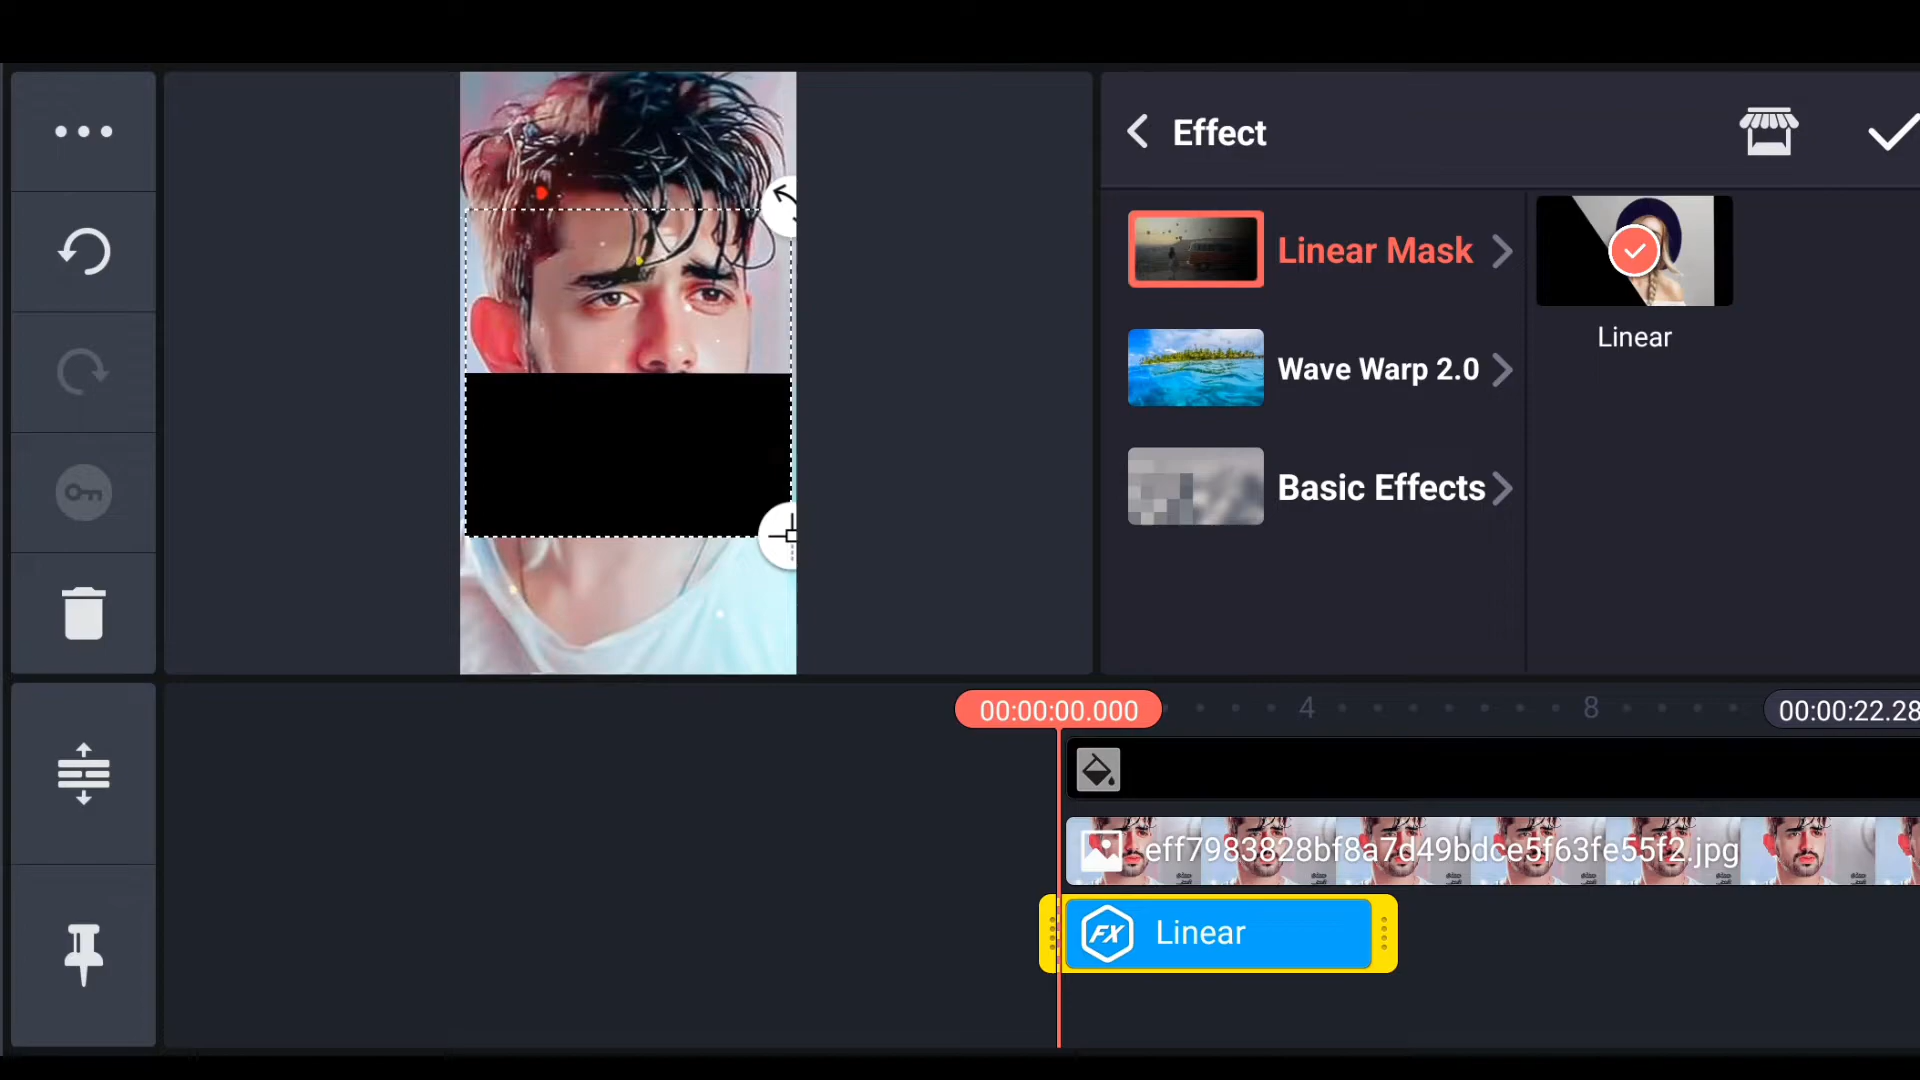 Effect
Linear Mask
Linear
Wave Warp 2.0
Basic Effects
00:00:00.000
4
8
00:00:22.28
eff7983828bf8a7d49bdce5f63fe55f2.jpg
FX
Linear